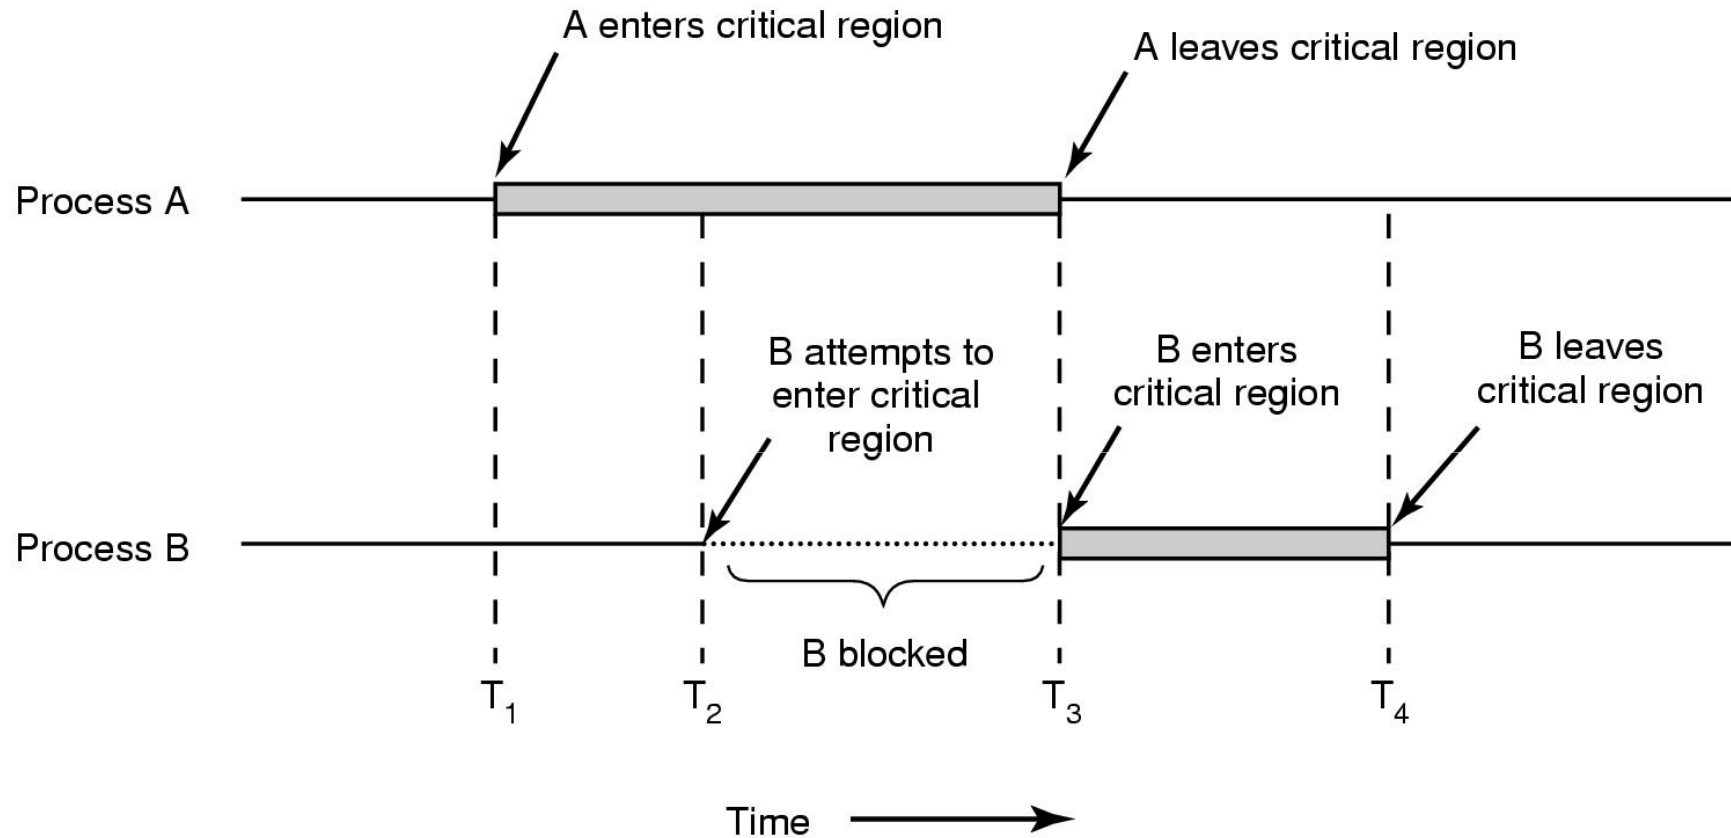 A enters critical region
A leaves critical region
Process A
B attempts to
enter critical
region
B enters
critical region
B leaves
critical region
Process B
B blocked
T1
T2
T3
T4
Time